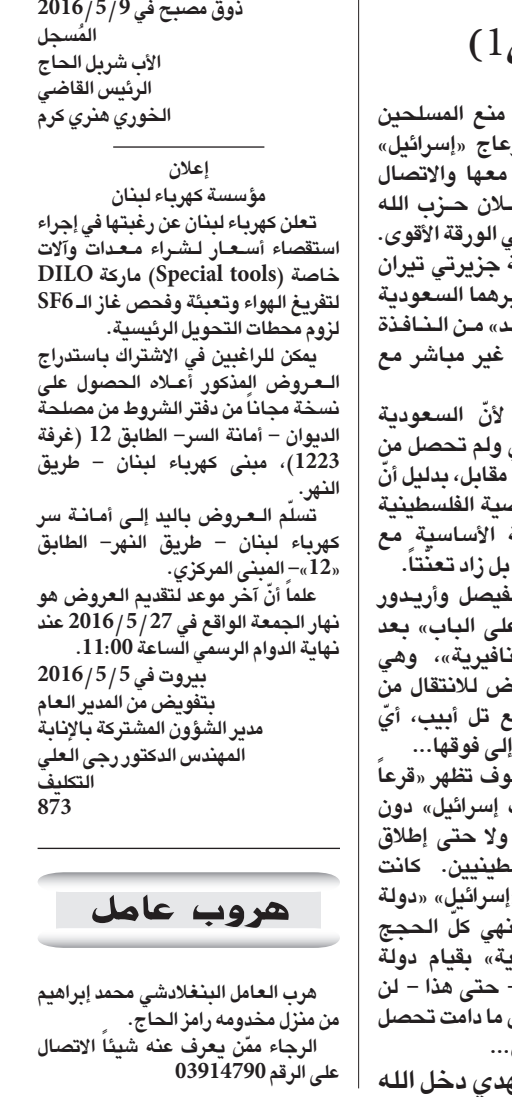 ذوق مصبح في 2016/5/9
المُسجل
الأب شربل الحاج
الرئيس القاضي
الخوري هنري كرم
إعلان
مؤسسة كهرباء لبنان
تعلن كهرباء لبنان عن رغبتها في إجراء
استقصاء أسعار لشراء معدات وآلات
خاصة (Special tools) ماركة DILO
لتفريغ الهواء وتعبئة وفحص غاز الـ SF6
لزوم محطات التحويل الرئيسية.
يمكن للراغبين في الاشتراك باستدراج
العروض المذكور أعلاه الحصول على
نسخة مجاناً من دفتر الشروط من مصلحة
الديوان – أمانة السر– الطابق 12 (غرفة
1223)، مبنى كهرباء لبنان – طريق
النهر.
تسلّم العروض باليد إلى أمانة سر
كهرباء لبنان – طريق النهر– الطابق
«12»– المبنى المركزي.
علماً أنّ آخر موعد لتقديم العروض هو
نهار الجمعة الواقع في 2016/5/27 عند
نهاية الدوام الرسمي الساعة 11:00.
بيروت في 2016/5/5
بتفويض من المدير العام
مدير الشؤون المشتركة بالإنابة
المهندس الدكتور رجى العلي
التكليف
873
هروب عامل
هرب العامل البنغلادشي محمد إبراهيم
من منزل مخدومه رامز الحاج.
الرجاء ممّن يعرف عنه شيئاً الاتصال
على الرقم 03914790
1)
منع المسلحين
«إسرائيل»
معها والاتصال
حزب الله
الورقة الأقوى.
جزيرتي تيران
السعودية
من النافذة
غير مباشر مع
لأنّ السعودية
ولم تحصل من
مقابل، بدليل أنّ
الفلسطينية
الأساسية مع
بل زاد تعنّتاً.
وأريدور
على الباب» بعد
وهي
للانتقال من
تل أبيب، أيّ
إلى فوقها...
تظهر «قرعاً
إسرائيل» دون
ولا حتى إطلاق
كانت
إسرائيل» «دولة
كلّ الحجج
بقيام دولة
– حتى هذا – لن
ما دامت تحصل
...
دخل الله